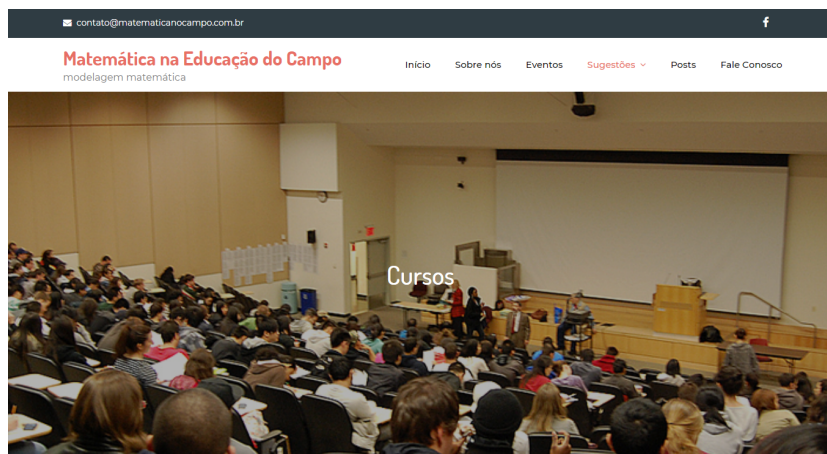 contato@matematicanocampo.com.br
Matemática na Educação do Campo
modelagem matemática
Início Sobre nós Eventos Sugestões Posts Fale Conosco
Cursos